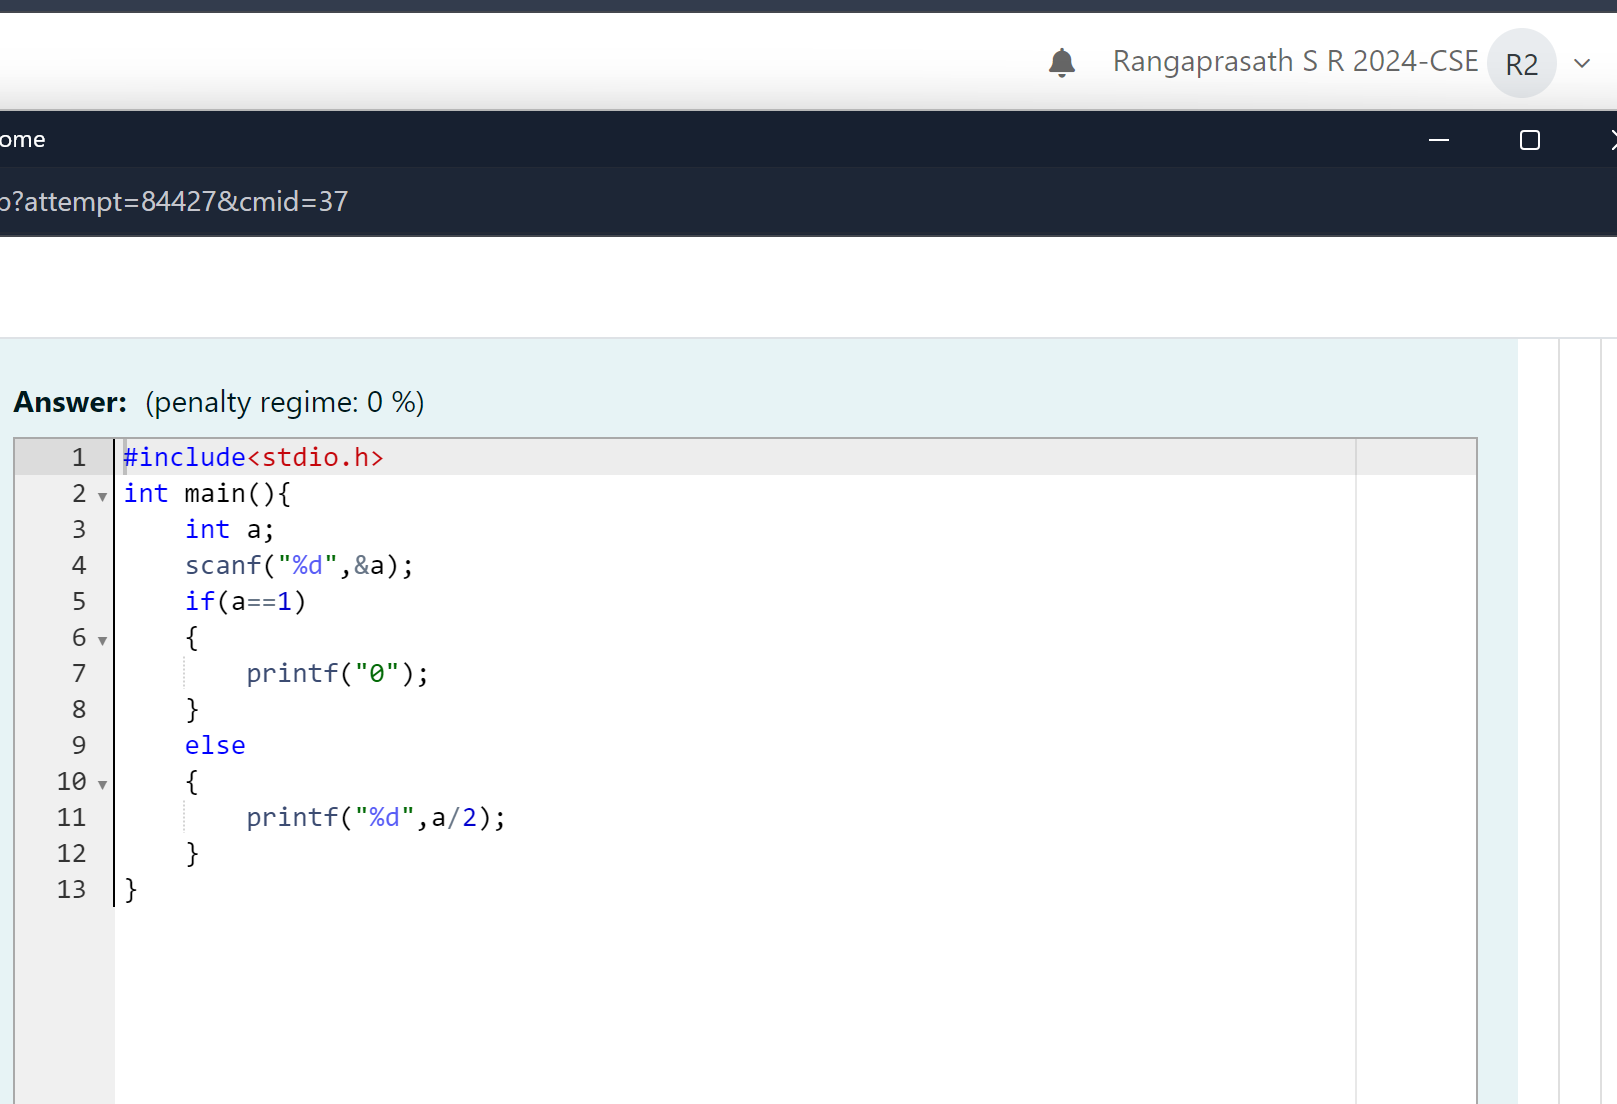 Rangaprasath S R 2024-CSE R2
ome
p?attempt=84427&cmid=37
Answer: (penalty regime: 0 %)
1 #include<stdio.h>
2 int main(){
3     int a;
4     scanf("%d",&a);
5     if(a==1)
6     {
7         printf("0");
8     }
9     else
10     {
11         printf("%d",a/2);
12     }
13 }